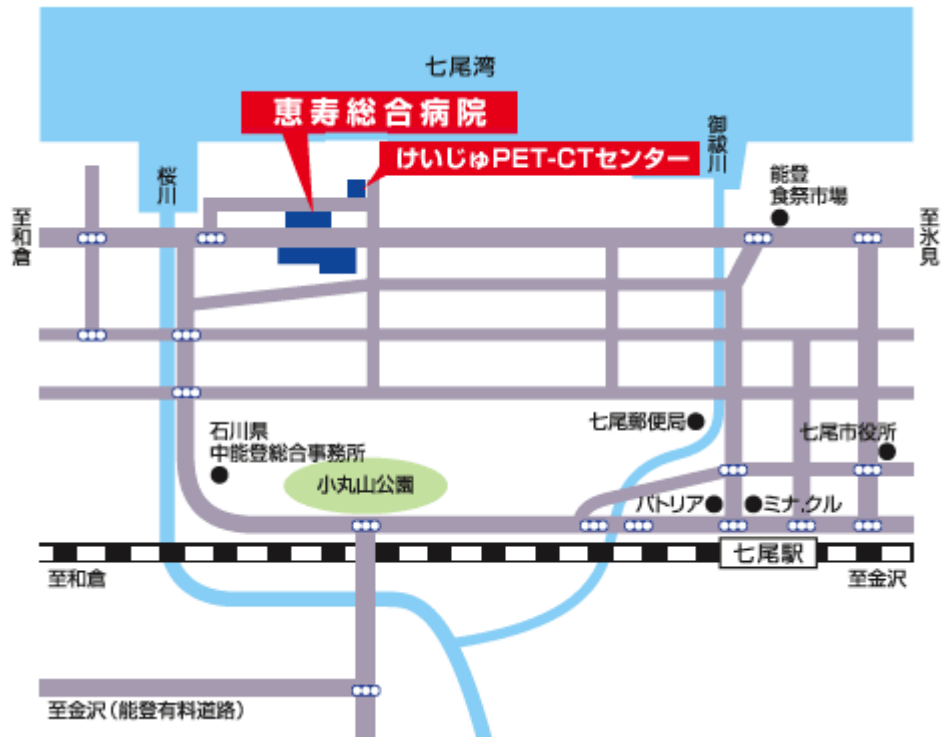 七尾湾
恵寿総合病院
けいじゅPET-CTセンター
御祓川
桜川
能登
食祭市場
至和倉
至氷見
七尾郵便局
七尾市役所
石川県
中能登総合事務所
小丸山公園
パトリア
ミナ.クル
七尾駅
至和倉
至金沢
至金沢(能登有料道路)